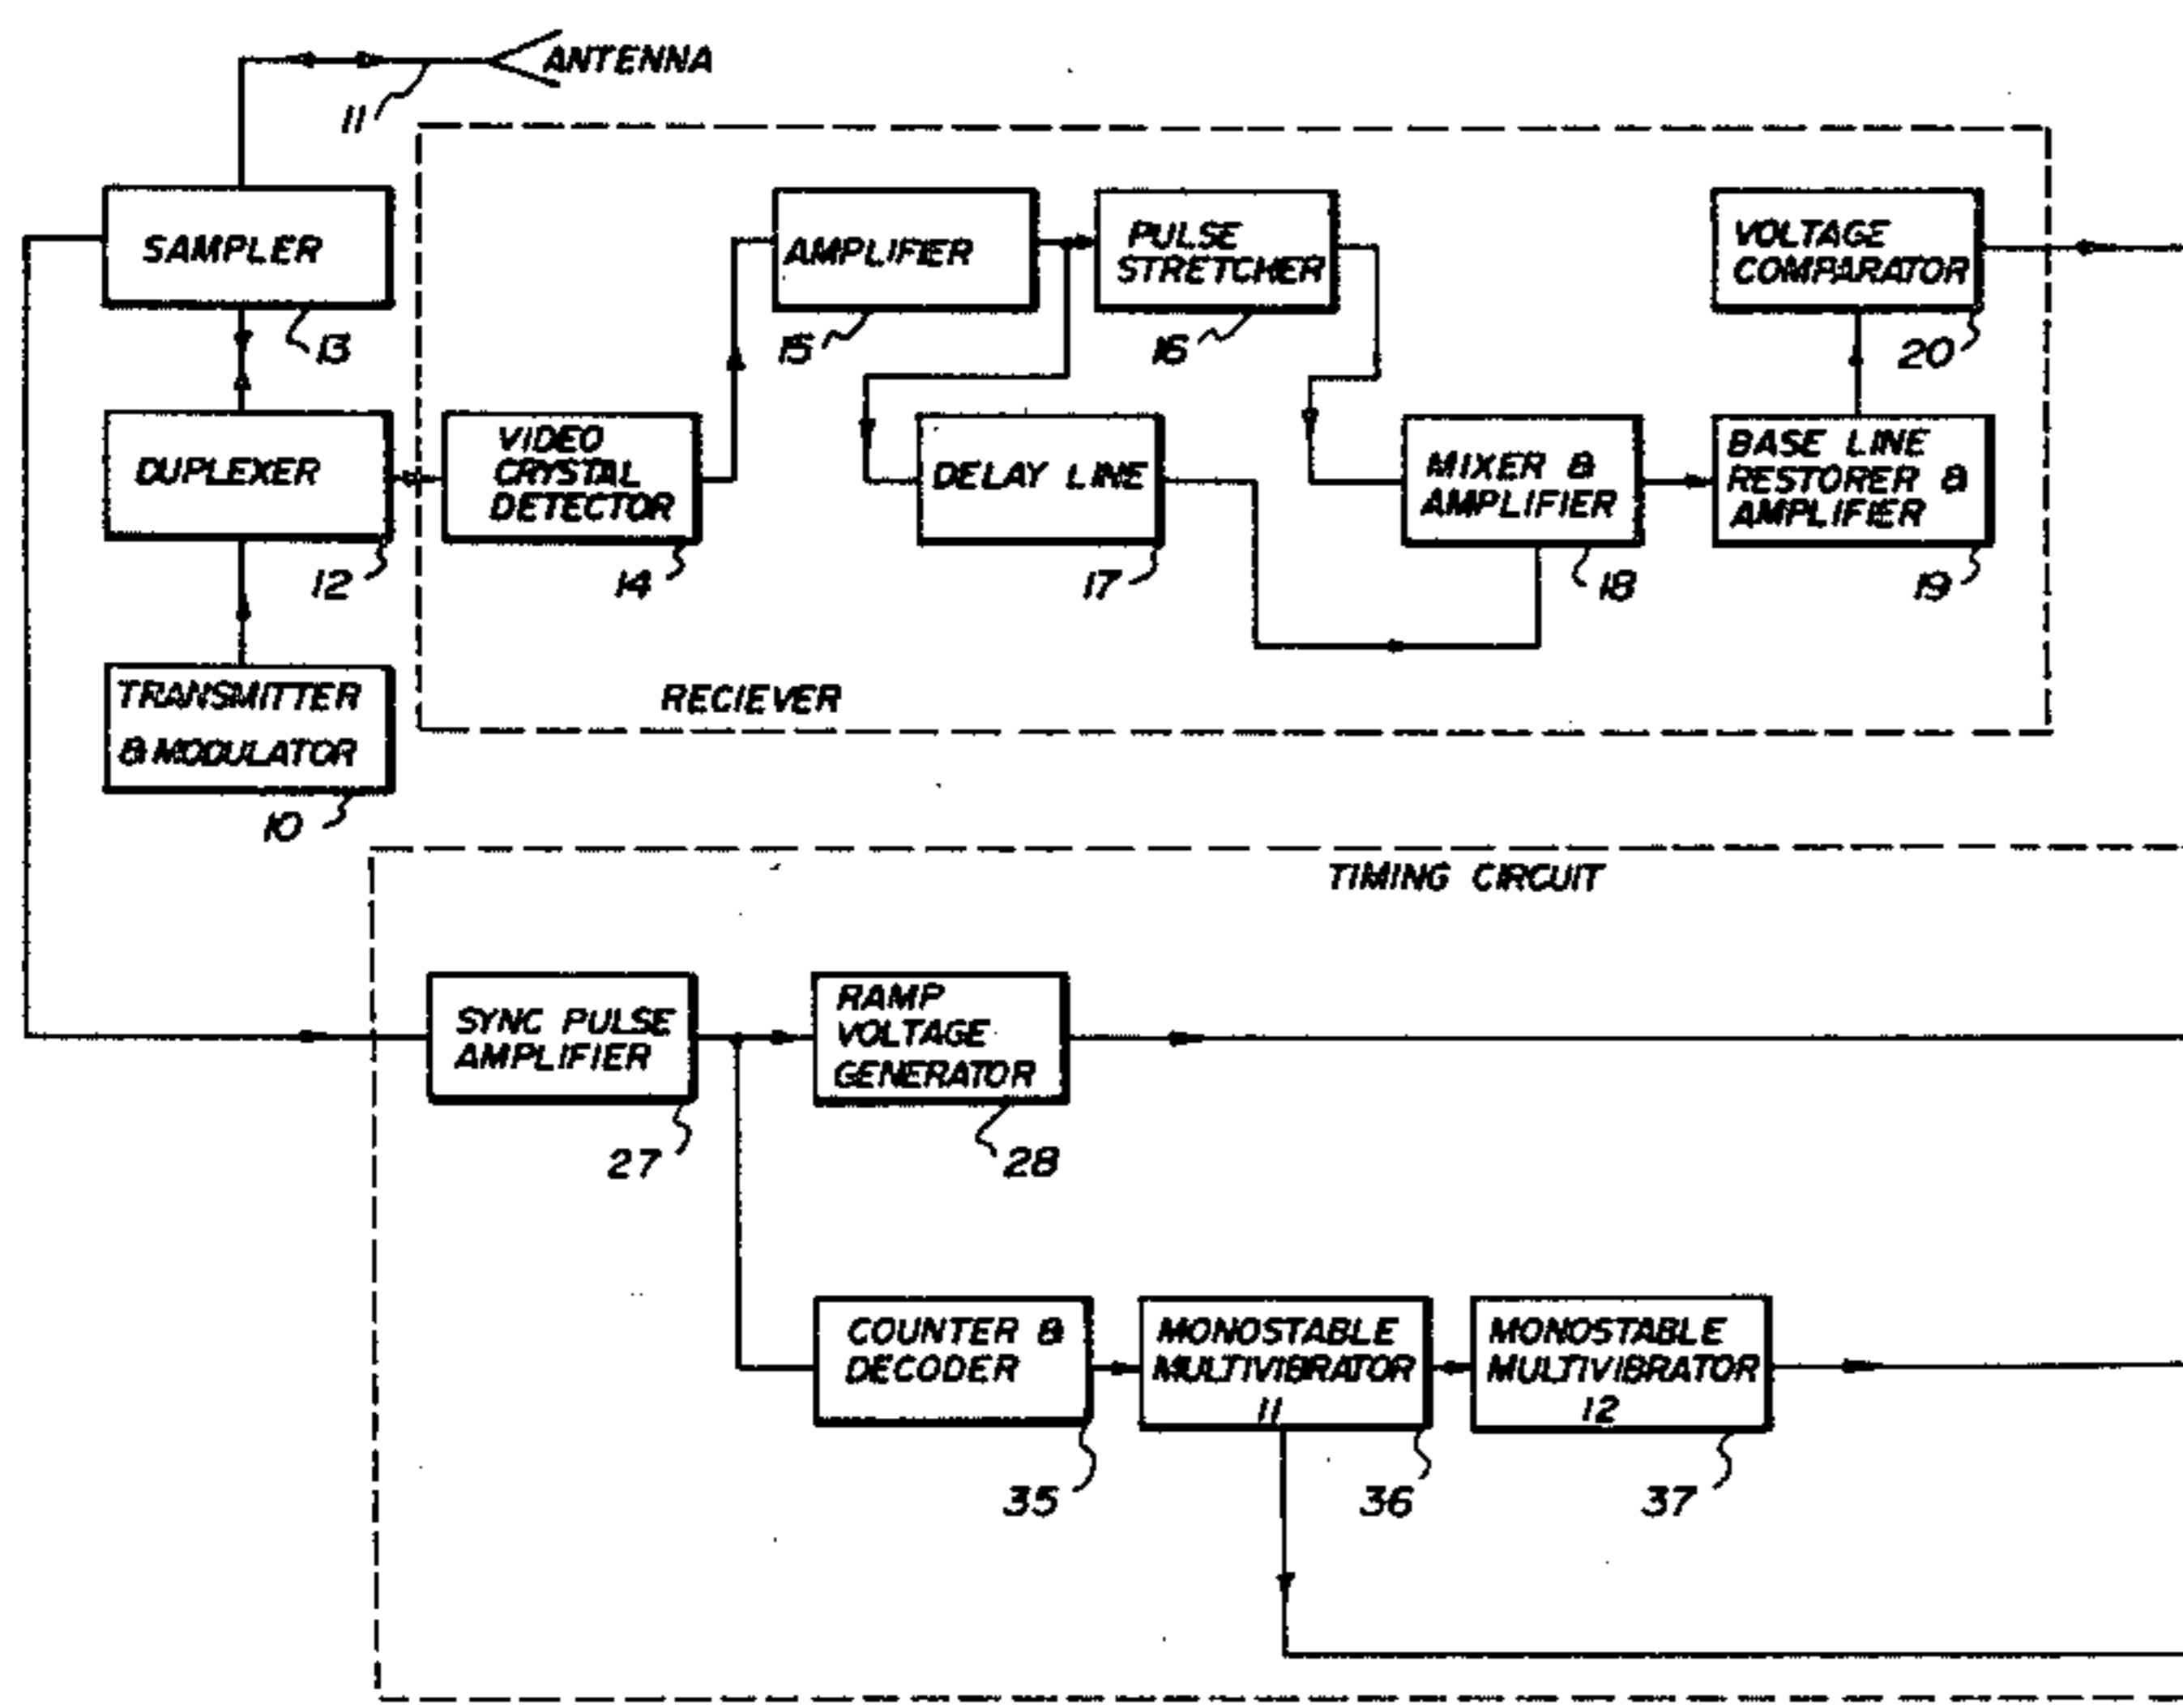 ANTENNA
11
SAMPLER
13
AMPLIFIER
15
PULSE
STRETCHER
16
VOLTAGE
COMPARATOR
20
DUPLEXER
12
VIDEO
CRYSTAL
DETECTOR
14
DELAY LINE
17
MIXER &
AMPLIFIER
18
BASE LINE
RESTORER &
AMPLIFIER
19
TRANSMITTER
& MODULATOR
10
RECIEVER
TIMING CIRCUIT
SYNC PULSE
AMPLIFIER
27
RAMP
VOLTAGE
GENERATOR
28
COUNTER &
DECODER
35
MONOSTABLE
MULTIVIBRATOR
11
36
MONOSTABLE
MULTIVIBRATOR
12
37